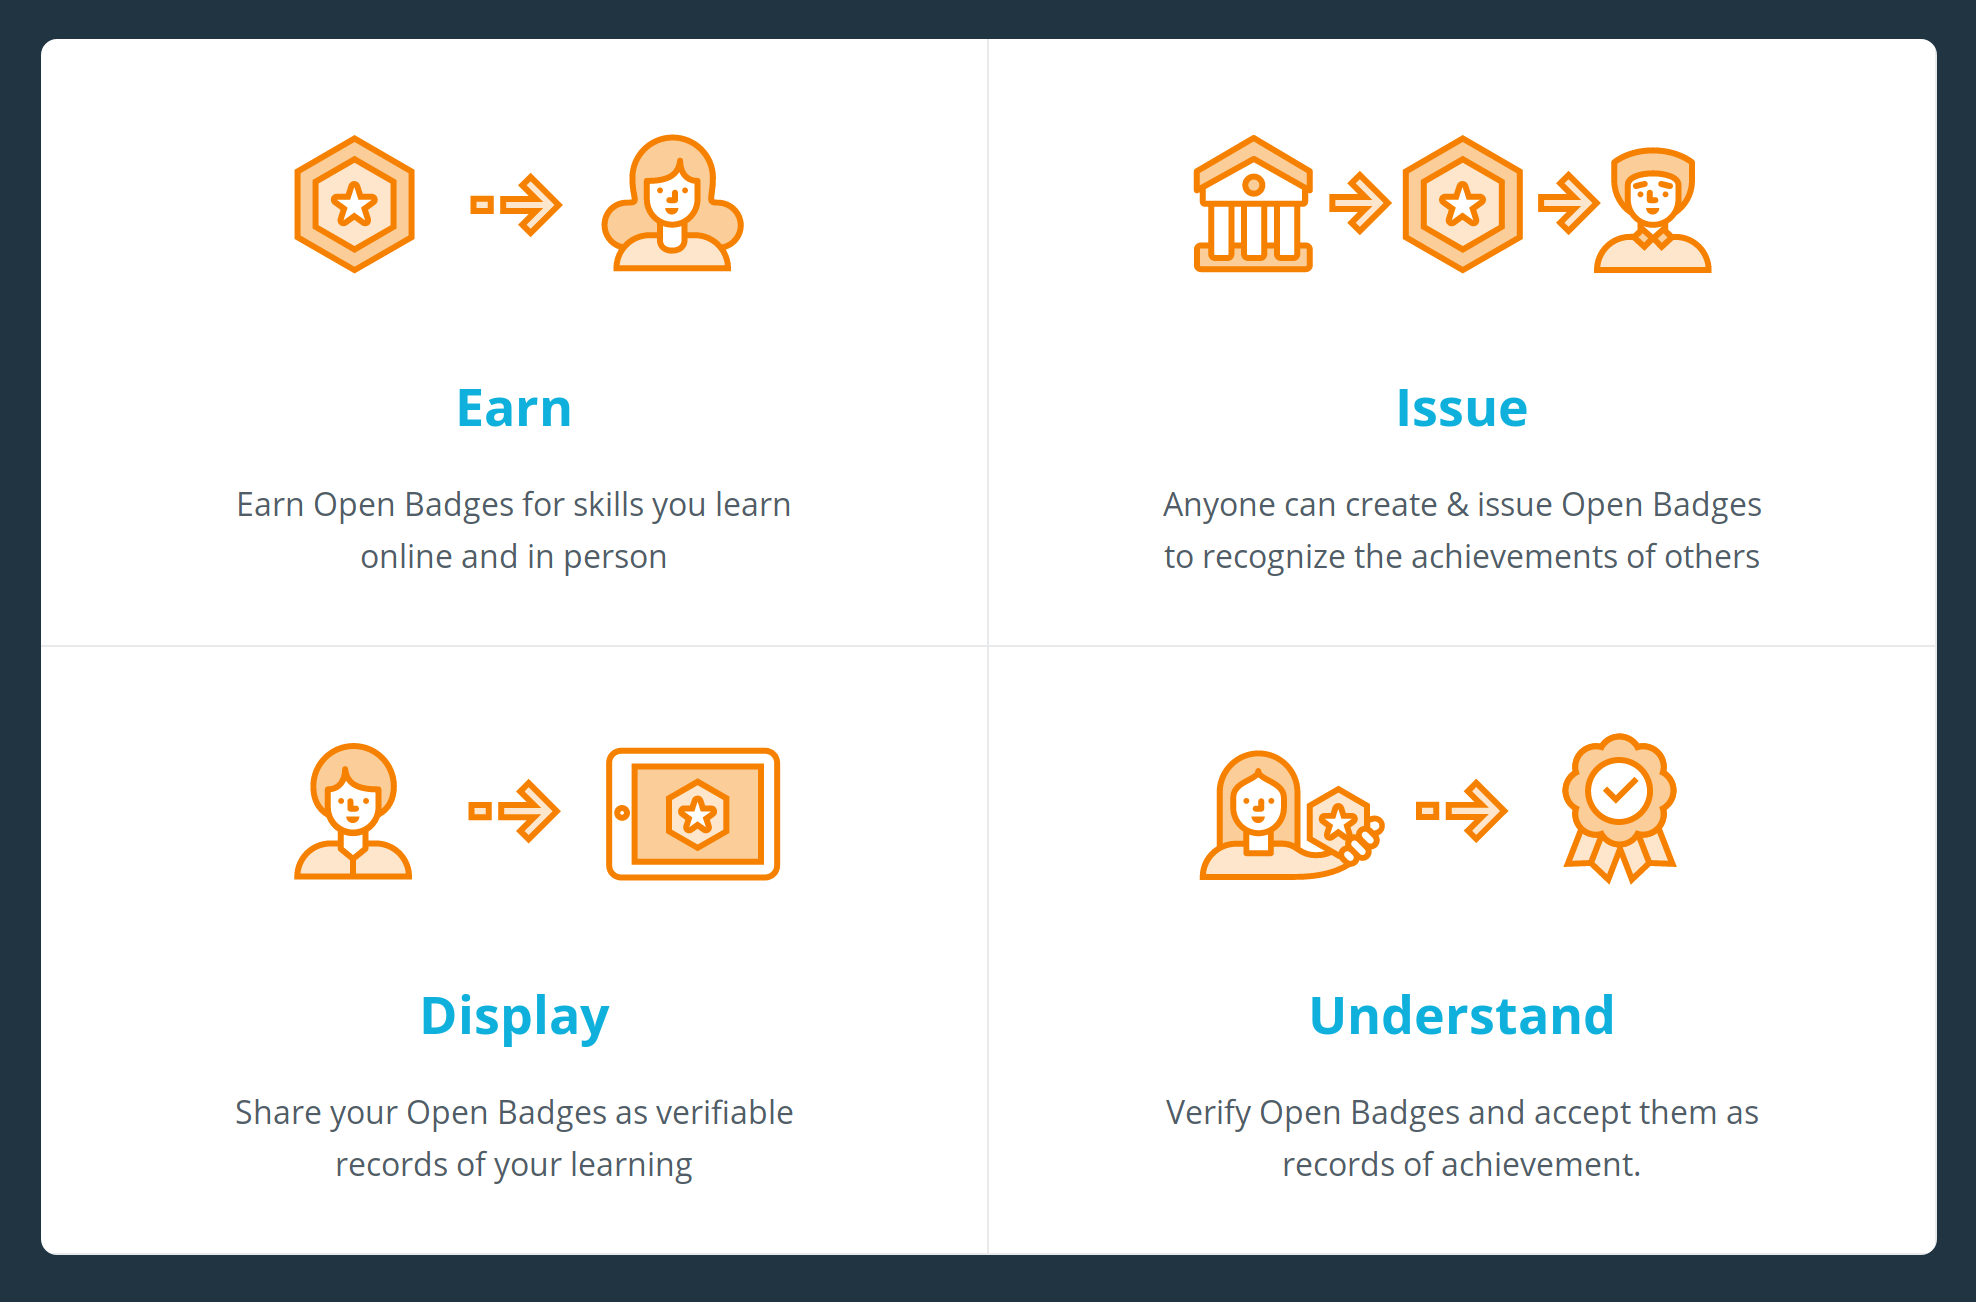 Earn
Earn Open Badges for skills you learn
online and in person
Issue
Anyone can create & issue Open Badges
to recognize the achievements of others
Display
Share your Open Badges as verifiable
records of your learning
Understand
Verify Open Badges and accept them as
records of achievement.